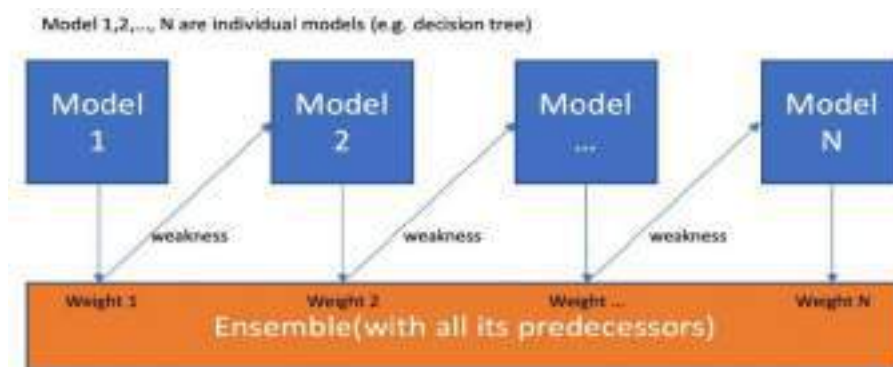 Model 1,2,..., N are individual models (e.g. decision tree)
Model
1
Model
2
Model
...
Model
N
weakness
weakness
weakness
Weight 1
Weight 2
Weight ...
Weight N
Ensemble(with all its predecessors)